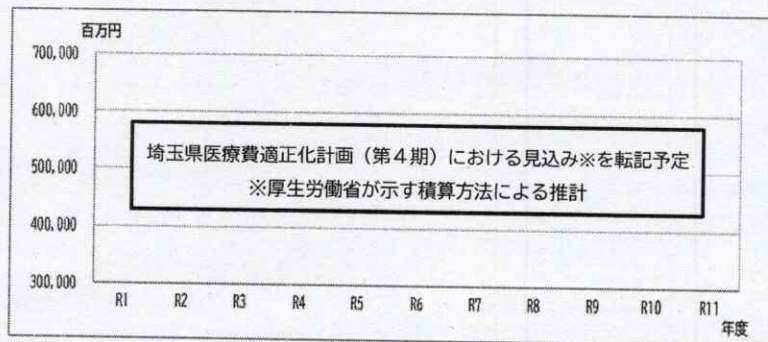 百万円
700,000
600,000
500,000
400,000
300,000
埼玉県医療費適正化計画（第４期）における見込み※を転記予定
※厚生労働省が示す積算方法による推計
R1 R2 R3 R4 R5 R6 R7 R8 R9 R10 R11
年度